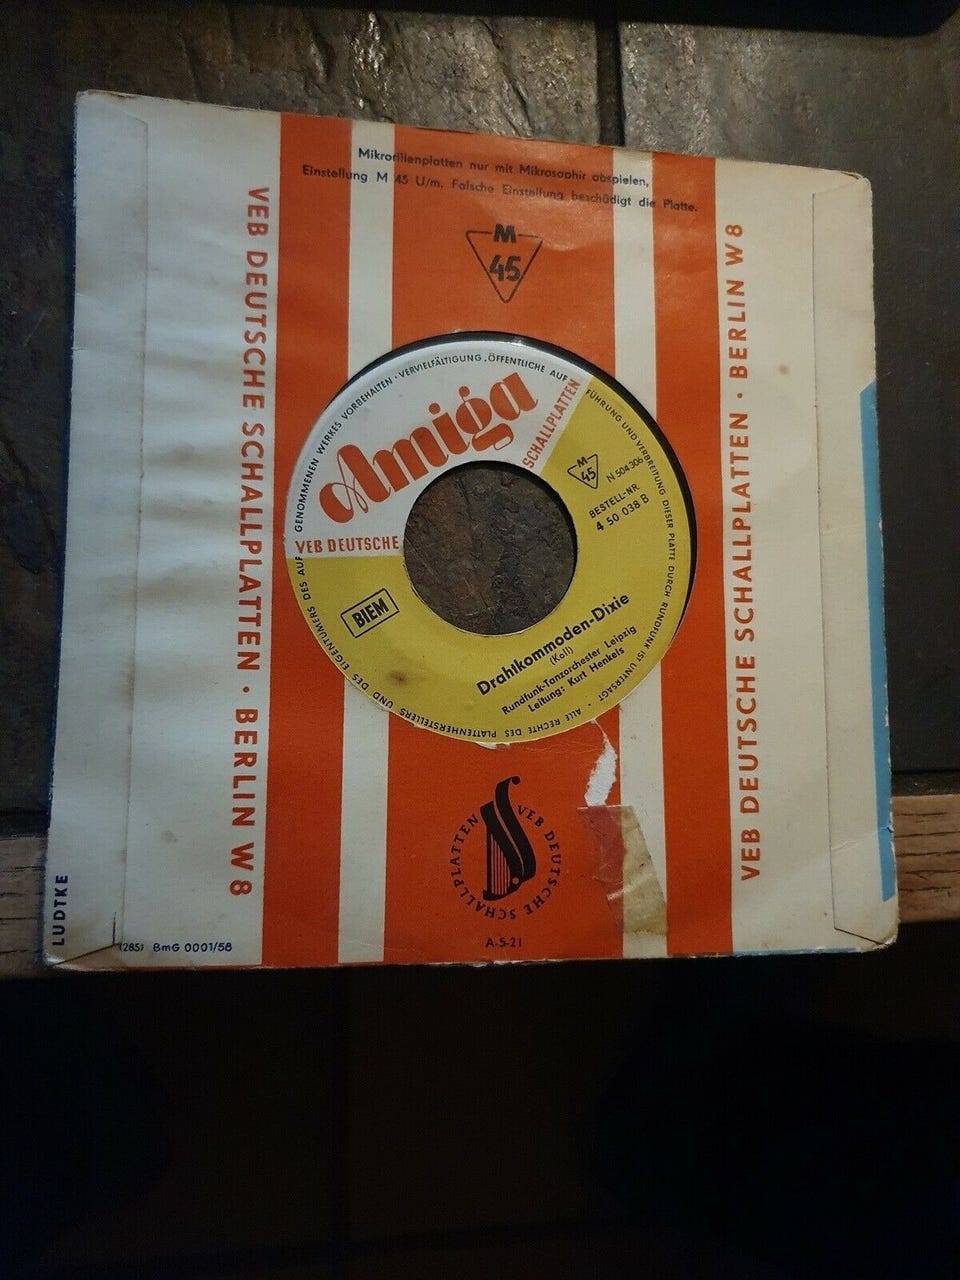 Mikrorillenplatten nur mit Mikrosaphir abspielen,
Einstellung M 45 U/m. Falsche Einstellung beschädigt die Platte.
M
45
VEB DEUTSCHE SCHALLPLATTEN · BERLIN W 8
VEB DEUTSCHE SCHALLPLATTEN · BERLIN W 8
ALLE RECHTE DES PLATTENHERSTELLERS UND DES EIGENTÜMERS DES AUFGENOMMENEN WERKES VORBEHALTEN · VERVIELFÄLTIGUNG, ÖFFENTLICHE AUFFÜHRUNG UND VERBREITUNG DIESER PLATTE DURCH RUNDFUNK IST UNTERSAGT ·
Amiga
VEB DEUTSCHE
SCHALLPLATTEN
M
45
N 504 306
BESTELL-NR.
4 50 038 B
BIEM
Drahtkommoden-Dixie
(Koll)
Rundfunk-Tanzorchester Leipzig
Leitung: Kurt Henkels
VEB DEUTSCHE SCHALLPLATTEN
A-5-21
LUDTKE
(285) BmG 0001/58